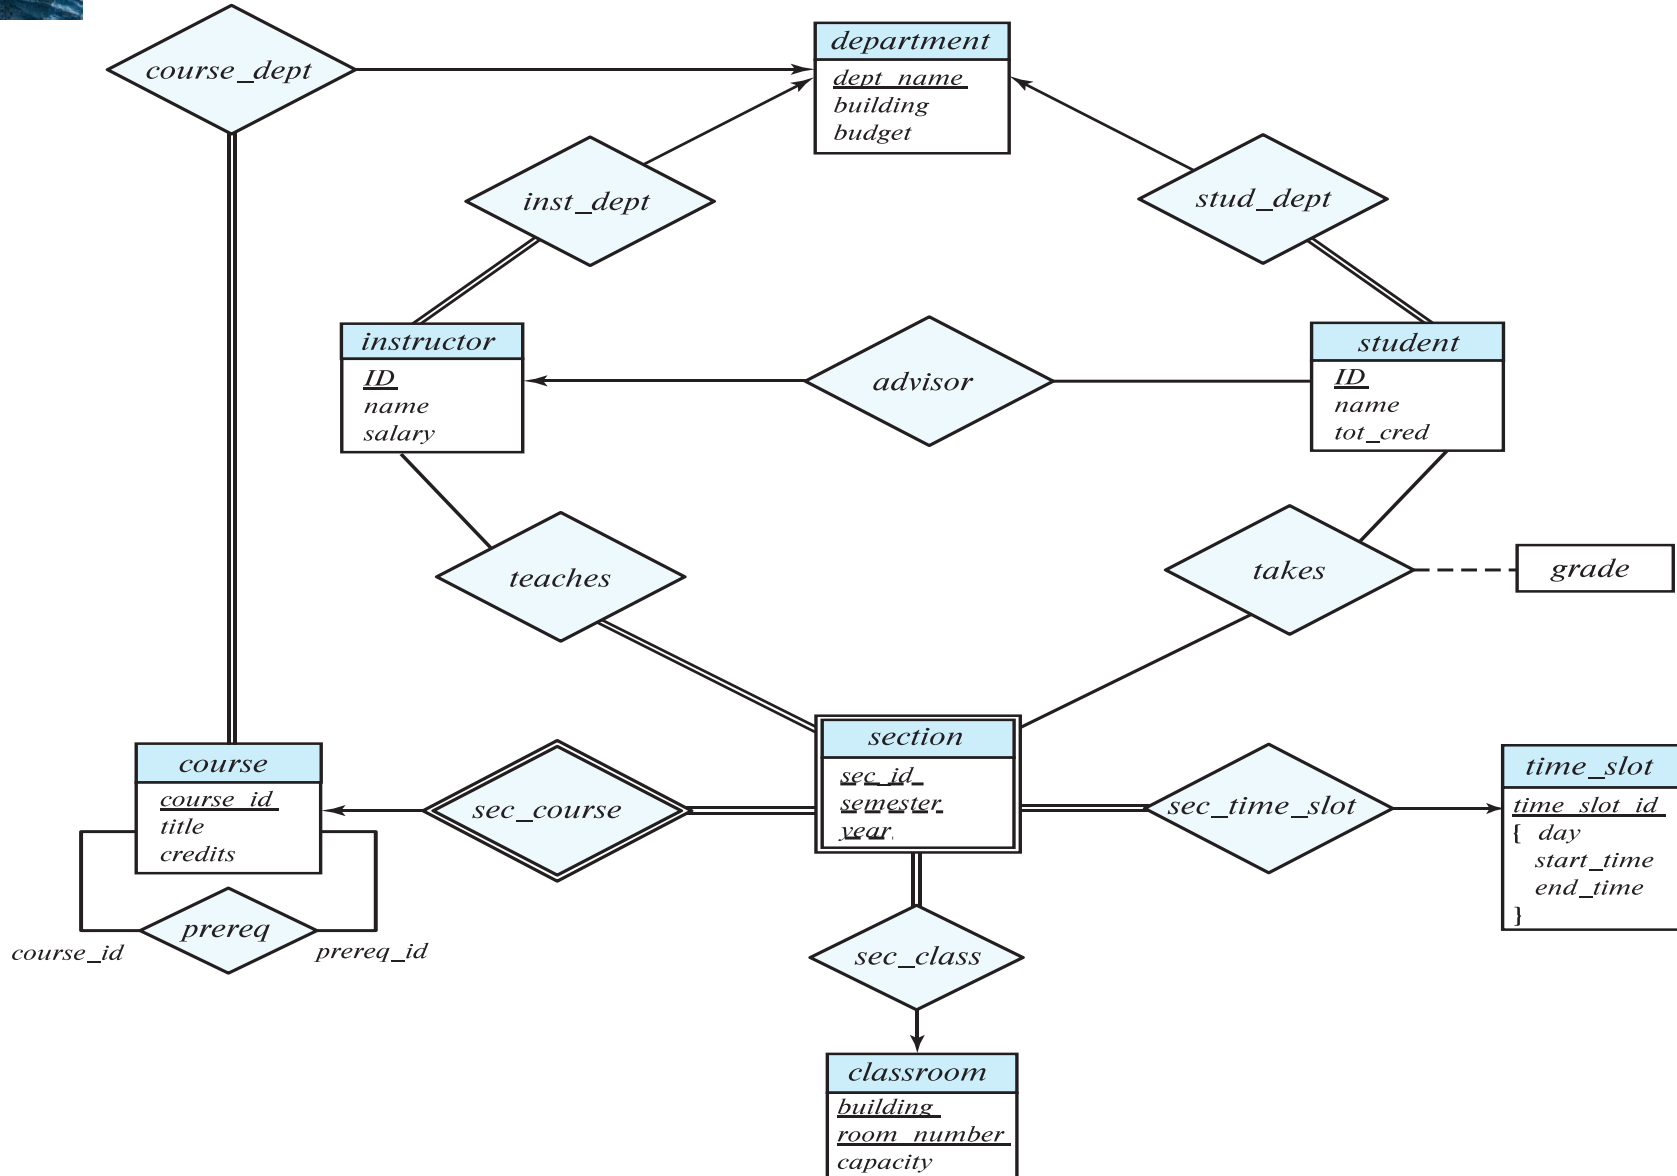 department
dept_name
building
budget
course_dept
inst_dept
stud_dept
instructor
ID
name
salary
advisor
student
ID
name
tot_cred
teaches
takes
grade
section
sec_id
semester
year
course
course_id
title
credits
sec_course
sec_time_slot
time_slot
time_slot_id
{ day
start_time
end_time
}
prereq
course_id
prereq_id
sec_class
classroom
building
room_number
capacity